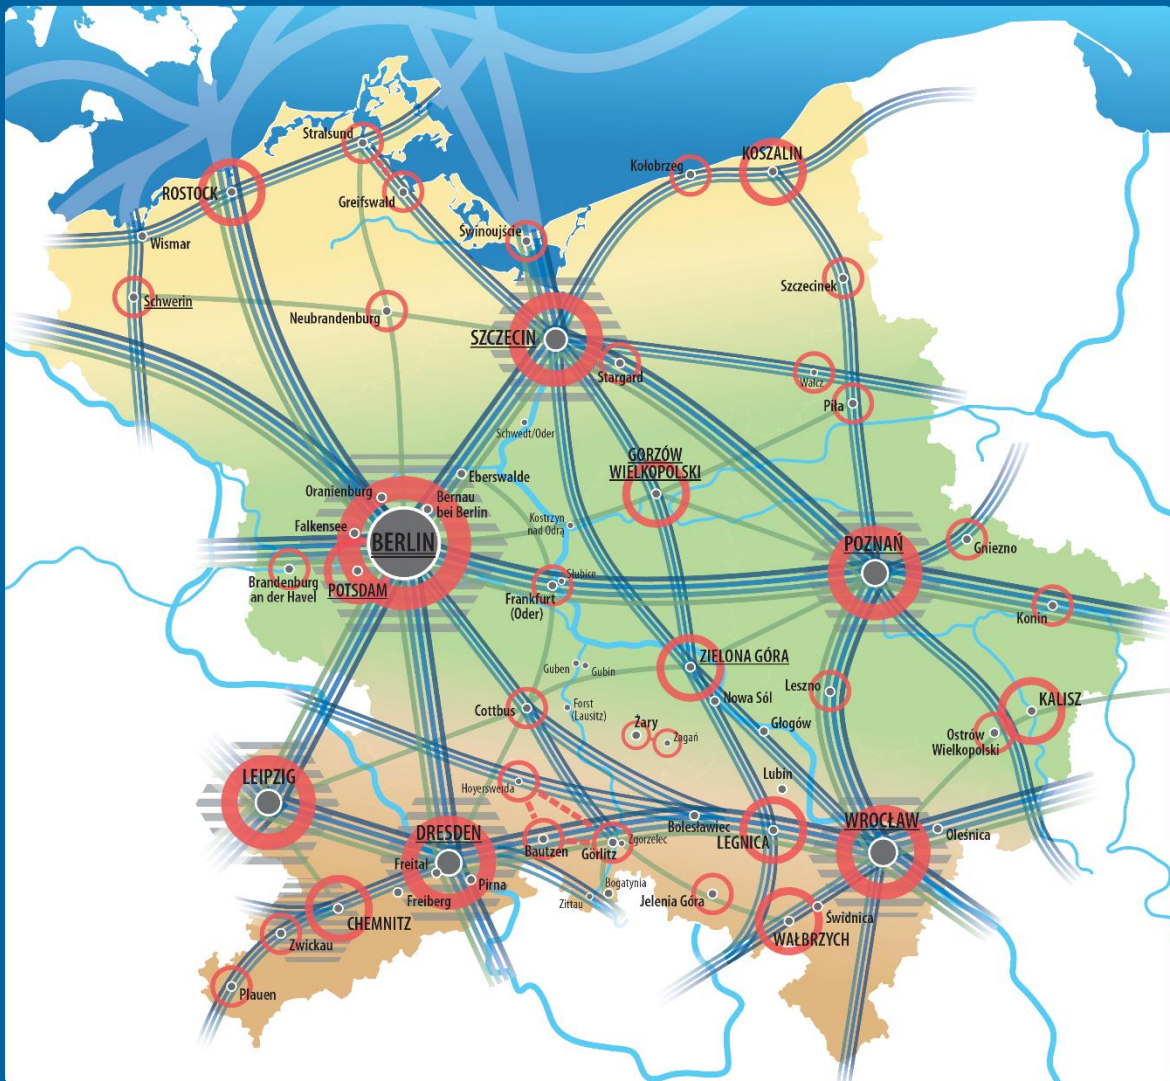 Stralsund
Kołobrzeg
KOSZALIN
ROSTOCK
Greifswald
Wismar
Świnoujście
Schwerin
Neubrandenburg
Szczecinek
SZCZECIN
Stargard
Wałcz
Piła
Schwedt/Oder
GORZÓW
WIELKOPOLSKI
Eberswalde
Oranienburg
Bernau
bei Berlin
Falkensee
Kostrzyn
nad Odrą
BERLIN
POZNAŃ
Gniezno
Brandenburg
an der Havel
POTSDAM
Słubice
Frankfurt
(Oder)
Konin
Guben
Gubin
ZIELONA GÓRA
Leszno
Nowa Sól
KALISZ
Cottbus
Forst
(Lausitz)
Żary
Żagań
Głogów
Ostrów
Wielkopolski
LEIPZIG
Hoyerswerda
Lubin
DRESDEN
Bautzen
Görlitz
Zgorzelec
Bolesławiec
LEGNICA
WROCŁAW
Oleśnica
Freital
Pirna
Freiberg
Zittau
Bogatynia
Jelenia Góra
Świdnica
CHEMNITZ
WAŁBRZYCH
Zwickau
Plauen